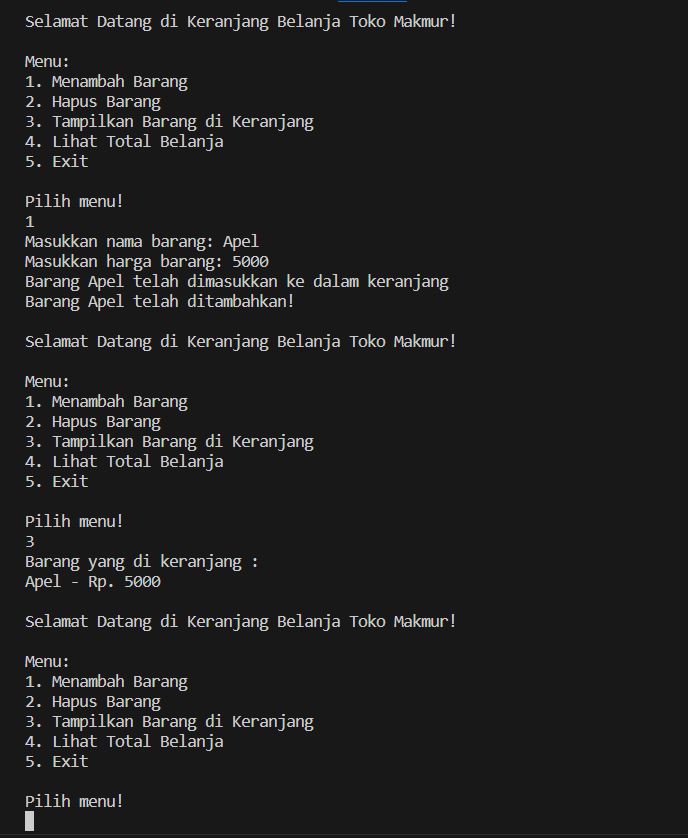 Selamat Datang di Keranjang Belanja Toko Makmur!
Menu:
1. Menambah Barang
2. Hapus Barang
3. Tampilkan Barang di Keranjang
4. Lihat Total Belanja
5. Exit
Pilih menu!
1
Masukkan nama barang: Apel
Masukkan harga barang: 5000
Barang Apel telah dimasukkan ke dalam keranjang
Barang Apel telah ditambahkan!
Selamat Datang di Keranjang Belanja Toko Makmur!
Menu:
1. Menambah Barang
2. Hapus Barang
3. Tampilkan Barang di Keranjang
4. Lihat Total Belanja
5. Exit
Pilih menu!
3
Barang yang di keranjang :
Apel - Rp. 5000
Selamat Datang di Keranjang Belanja Toko Makmur!
Menu:
1. Menambah Barang
2. Hapus Barang
3. Tampilkan Barang di Keranjang
4. Lihat Total Belanja
5. Exit
Pilih menu!